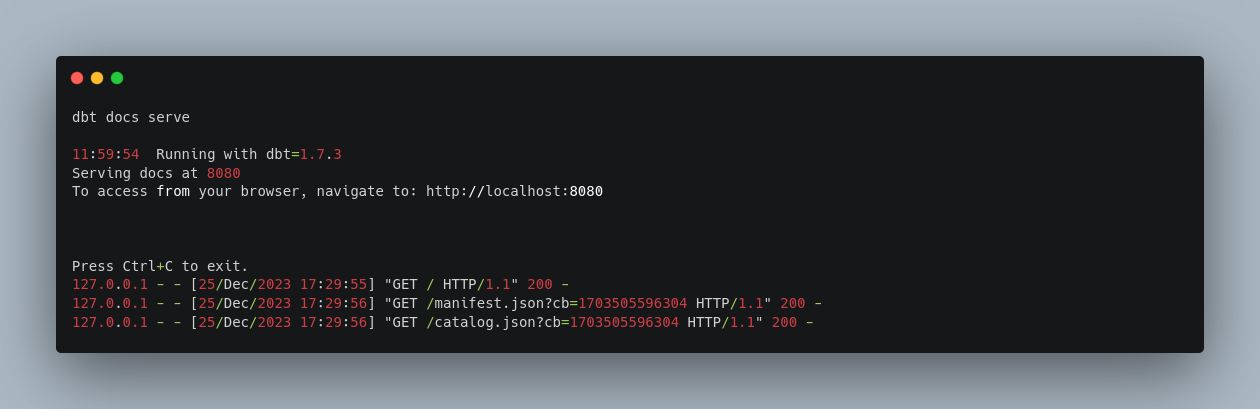 dbt docs serve
11:59:54  Running with dbt=1.7.3
Serving docs at 8080
To access from your browser, navigate to: http://localhost:8080
Press Ctrl+C to exit.
127.0.0.1 - - [25/Dec/2023 17:29:55] "GET / HTTP/1.1" 200 -
127.0.0.1 - - [25/Dec/2023 17:29:56] "GET /manifest.json?cb=1703505596304 HTTP/1.1" 200 -
127.0.0.1 - - [25/Dec/2023 17:29:56] "GET /catalog.json?cb=1703505596304 HTTP/1.1" 200 -